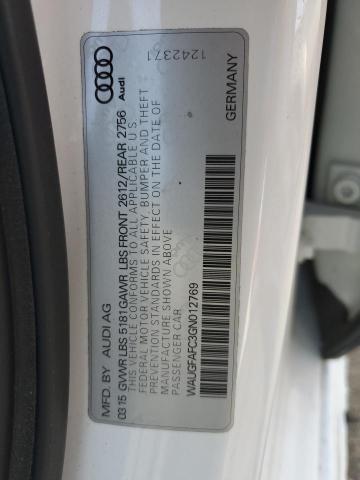 MFD. BY AUDI AG
03 15 GVWR LBS 5181 GAWR LBS FRONT 2612/REAR 2756
THIS VEHICLE CONFORMS TO ALL APPLICABLE U S
FEDERAL MOTOR VEHICLE SAFETY, BUMPER AND THEFT
PREVENTION STANDARDS IN EFFECT ON THE DATE OF
MANUFACTURE SHOWN ABOVE
PASSENGER CAR
WAUGFAFC3GN012769
Audi
1242371
GERMANY